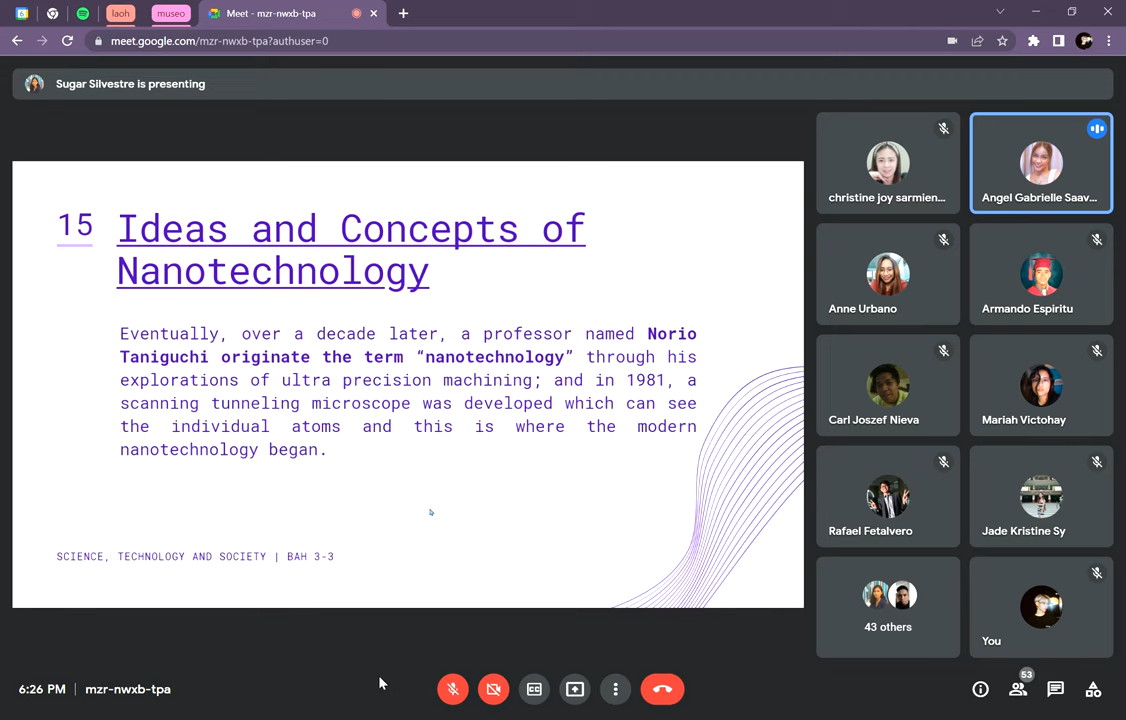 laoh
museo
Meet - mzr-nwxb-tpa
meet.google.com/mzr-nwxb-tpa?authuser=0
Sugar Silvestre is presenting
15 Ideas and Concepts of
Nanotechnology
Eventually, over a decade later, a professor named Norio
Taniguchi originate the term “nanotechnology” through his
explorations of ultra precision machining; and in 1981, a
scanning tunneling microscope was developed which can see
the individual atoms and this is where the modern
nanotechnology began.
SCIENCE, TECHNOLOGY AND SOCIETY | BAH 3-3
christine joy sarmien...
Angel Gabrielle Saav...
Anne Urbano
Armando Espiritu
Carl Joszef Nieva
Mariah Victohay
Rafael Fetalvero
Jade Kristine Sy
43 others
You
6:26 PM | mzr-nwxb-tpa
CC
53